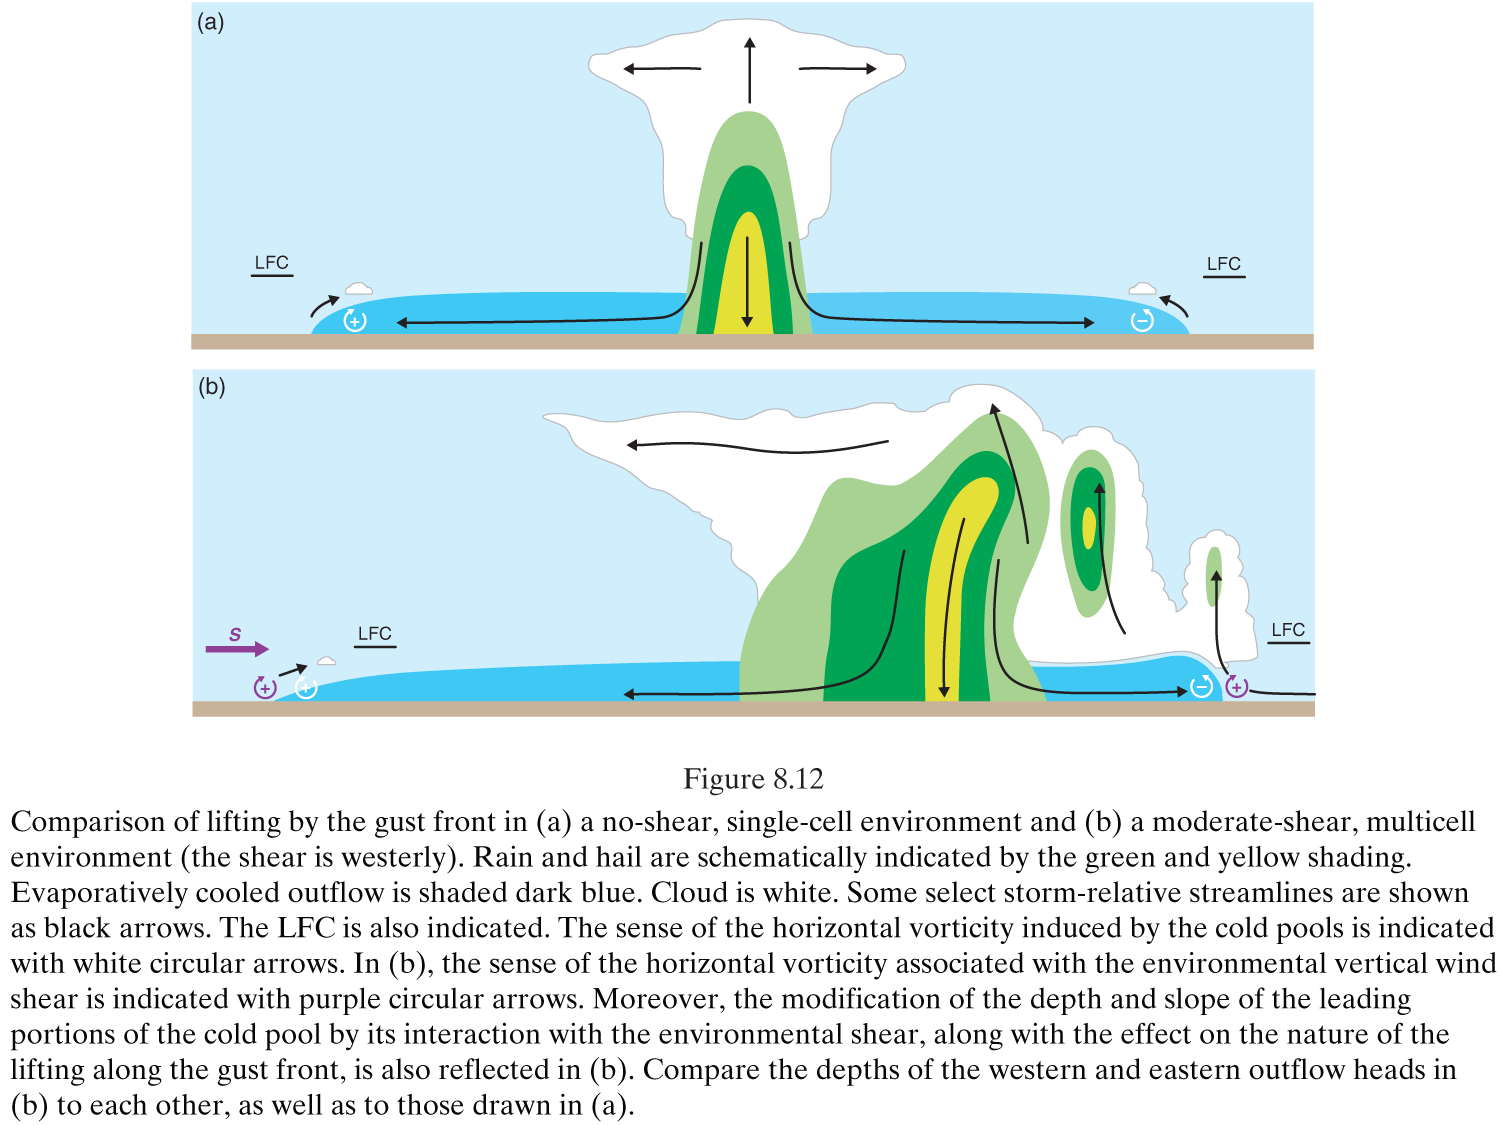 (a)
LFC
LFC
+
−
(b)
S
LFC
LFC
+
+
−
+
Figure 8.12
Comparison of lifting by the gust front in (a) a no-shear, single-cell environment and (b) a moderate-shear, multicell
environment (the shear is westerly). Rain and hail are schematically indicated by the green and yellow shading.
Evaporatively cooled outflow is shaded dark blue. Cloud is white. Some select storm-relative streamlines are shown
as black arrows. The LFC is also indicated. The sense of the horizontal vorticity induced by the cold pools is indicated
with white circular arrows. In (b), the sense of the horizontal vorticity associated with the environmental vertical wind
shear is indicated with purple circular arrows. Moreover, the modification of the depth and slope of the leading
portions of the cold pool by its interaction with the environmental shear, along with the effect on the nature of the
lifting along the gust front, is also reflected in (b). Compare the depths of the western and eastern outflow heads in
(b) to each other, as well as to those drawn in (a).